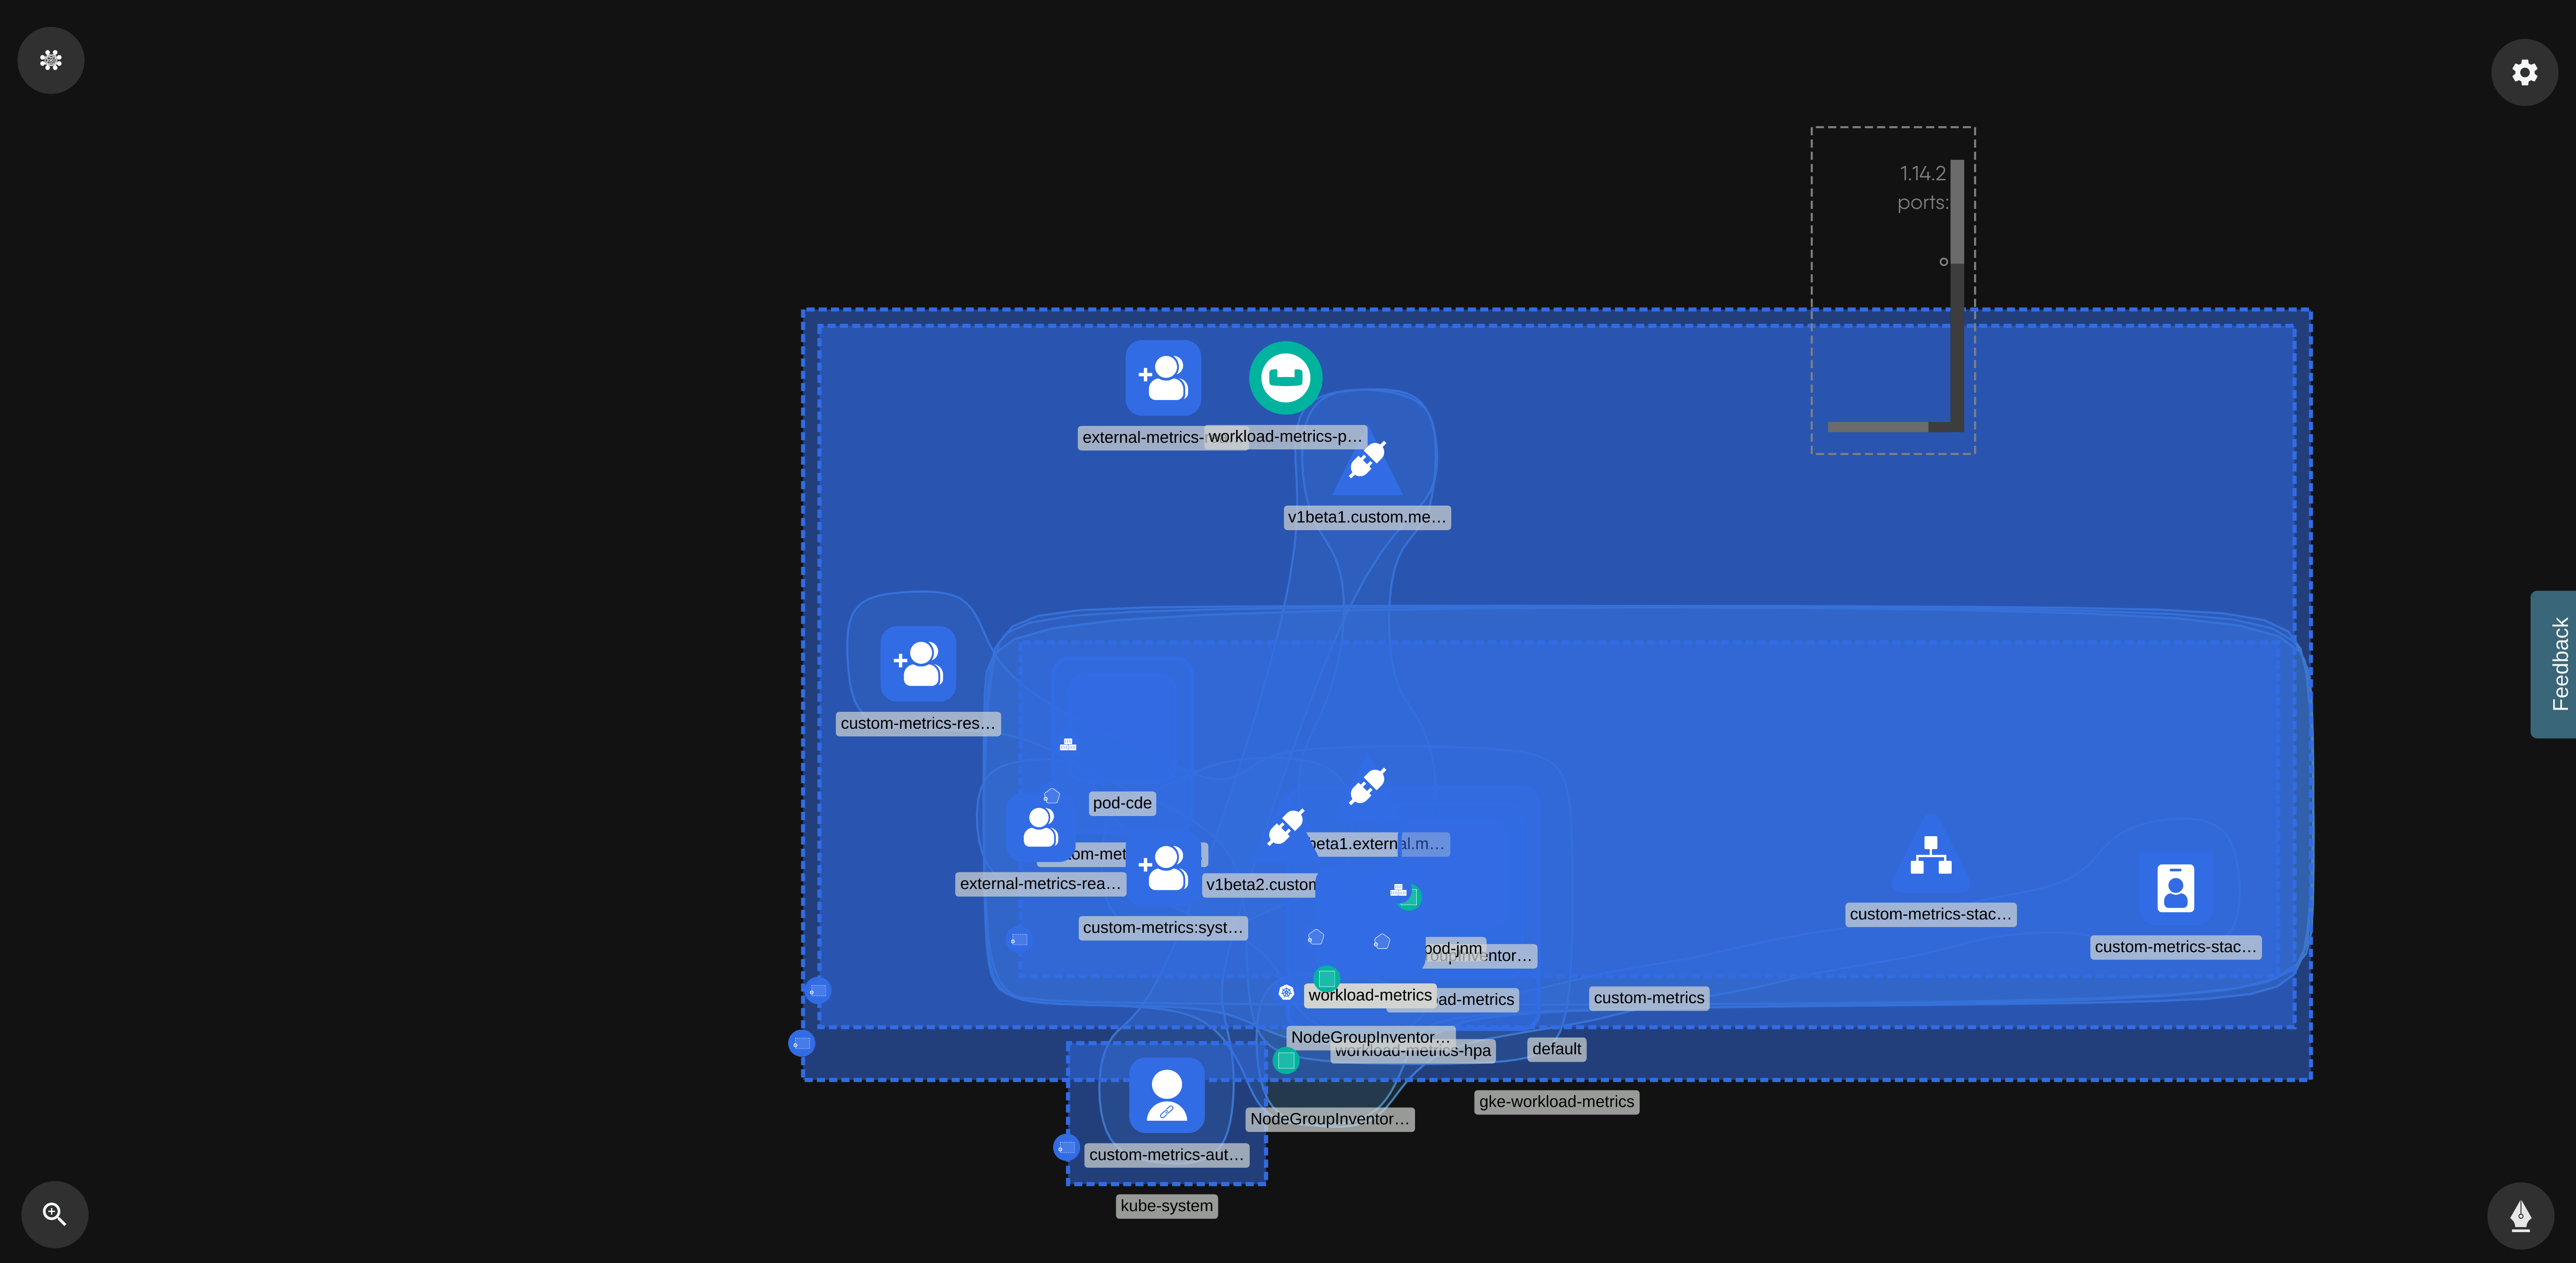 1.14.2
ports:
external-metrics-
workload-metrics-p…
v1beta1.custom.me…
Feedback
custom-metrics-res…
pod-cde
beta1.external.m…
om-met
external-metrics-rea…
v1beta2.custom
custom-metrics:syst…
custom-metrics-stac…
custom-metrics-stac…
pod-jnm
oupInventor…
workload-metrics
ad-metrics
custom-metrics
NodeGroupInventor…
workload-metrics-hpa
default
gke-workload-metrics
NodeGroupInventor…
custom-metrics-aut…
kube-system